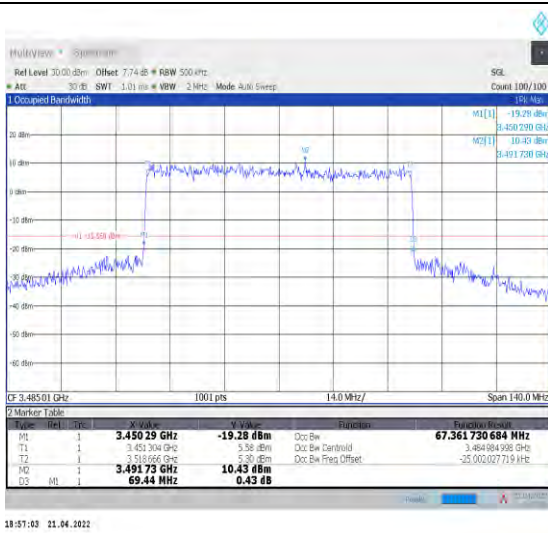 MultiView Spectrum
Ref Level 30.00 dBm Offset 7.74 dB RBW 500 kHz SGL
Att 30 dB SWT 1.01 ms VBW 2 MHz Mode Auto Sweep Count 100/100
1 Occupied Bandwidth 1Pk Max
M1[1] -19.28 dBm
3.450 290 GHz
M2[1] 10.43 dBm
3.491 730 GHz
20 dBm
10 dBm
M2
0 dBm
-10 dBm
-20 dBm
-30 dBm
-40 dBm
-50 dBm
-60 dBm
CF 3.48501 GHz 1001 pts 14.0 MHz/ Span 140.0 MHz
2 Marker Table
Type Ref Trc X-Value Y-Value Function Function Result
M1 1 3.450 29 GHz -19.28 dBm Occ Bw 67.361 730 684 MHz
T1 1 3.451 304 GHz 5.58 dBm Occ Bw Centroid 3.484 984 998 GHz
T2 1 3.518 666 GHz 5.30 dBm Occ Bw Freq Offset -25.002 027 719 kHz
M2 1 3.491 73 GHz 10.43 dBm
D3 M1 1 69.44 MHz 0.43 dB
18:57:03 21.04.2022